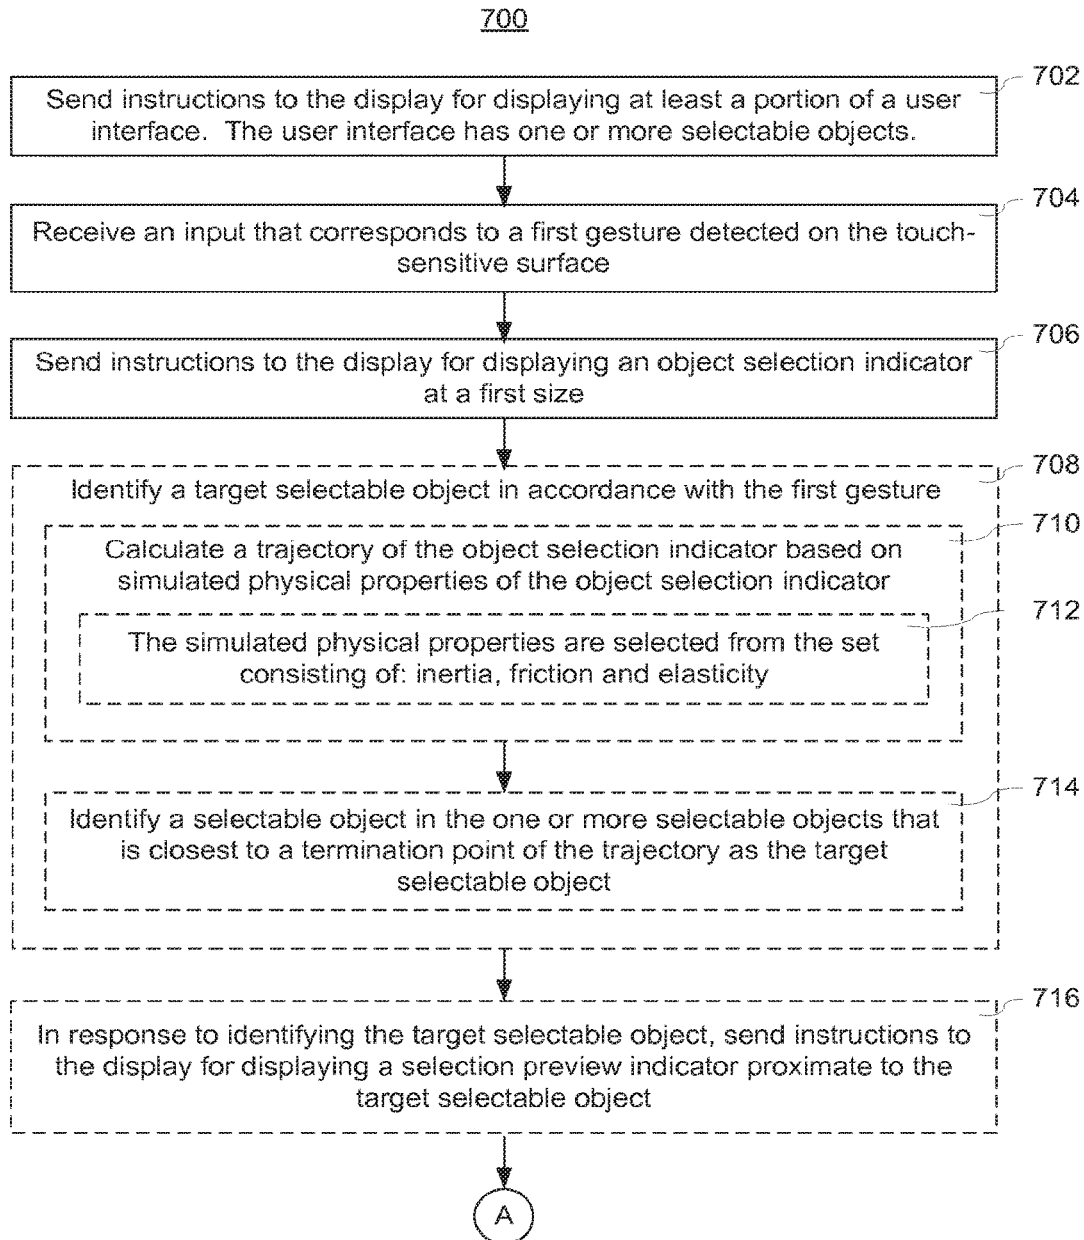 700
702
Send instructions to the display for displaying at least a portion of a user
interface. The user interface has one or more selectable objects.
704
Receive an input that corresponds to a first gesture detected on the touch-
sensitive surface
706
Send instructions to the display for displaying an object selection indicator
at a first size
708
Identify a target selectable object in accordance with the first gesture
710
Calculate a trajectory of the object selection indicator based on
simulated physical properties of the object selection indicator
712
The simulated physical properties are selected from the set
consisting of: inertia, friction and elasticity
714
Identify a selectable object in the one or more selectable objects that
is closest to a termination point of the trajectory as the target
selectable object
716
In response to identifying the target selectable object, send instructions to
the display for displaying a selection preview indicator proximate to the
target selectable object
A